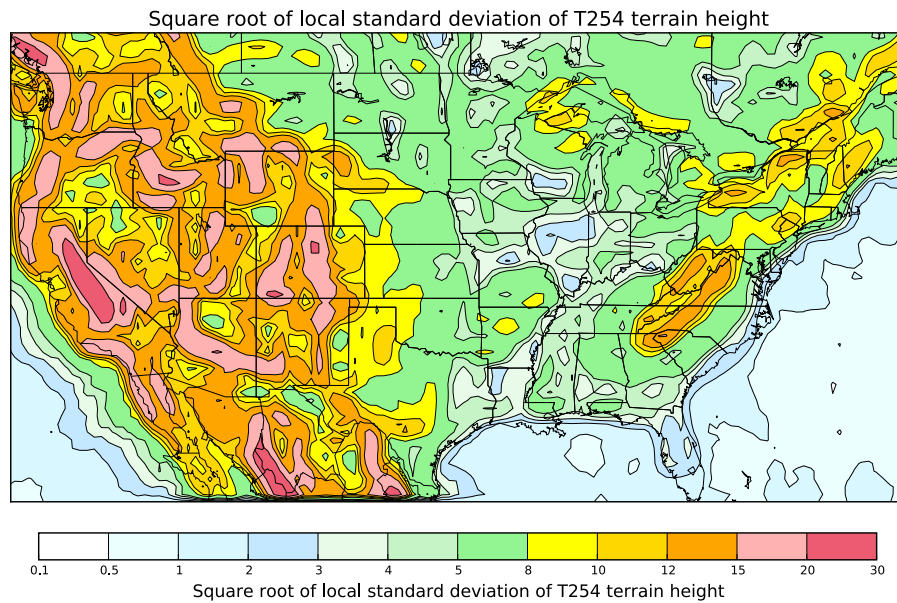 Square root of local standard deviation of T254 terrain height
0.1 0.5 1 2 3 4 5 8 10 12 15 20 30
Square root of local standard deviation of T254 terrain height